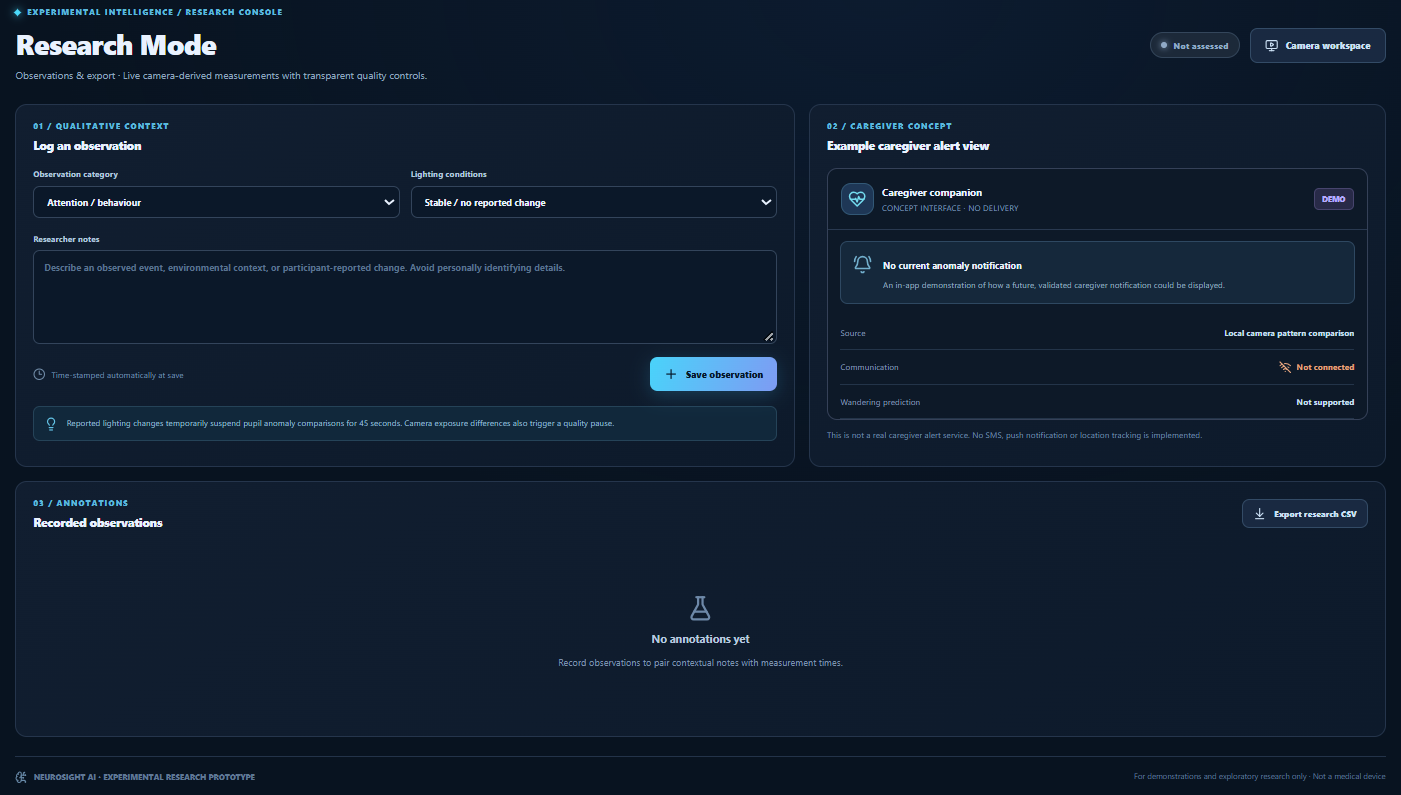 EXPERIMENTAL INTELLIGENCE / RESEARCH CONSOLE
Research Mode
Observations & export · Live camera-derived measurements with transparent quality controls.
Not assessed
Camera workspace
01 / QUALITATIVE CONTEXT
Log an observation
Observation category
Lighting conditions
Attention / behaviour
Stable / no reported change
Researcher notes
Describe an observed event, environmental context, or participant-reported change. Avoid personally identifying details.
Time-stamped automatically at save
Save observation
Reported lighting changes temporarily suspend pupil anomaly comparisons for 45 seconds. Camera exposure differences also trigger a quality pause.
02 / CAREGIVER CONCEPT
Example caregiver alert view
Caregiver companion
CONCEPT INTERFACE · NO DELIVERY
DEMO
No current anomaly notification
An in-app demonstration of how a future, validated caregiver notification could be displayed.
Source
Local camera pattern comparison
Communication
Not connected
Wandering prediction
Not supported
This is not a real caregiver alert service. No SMS, push notification or location tracking is implemented.
03 / ANNOTATIONS
Recorded observations
Export research CSV
No annotations yet
Record observations to pair contextual notes with measurement times.
NEUROSIGHT AI · EXPERIMENTAL RESEARCH PROTOTYPE
For demonstrations and exploratory research only · Not a medical device